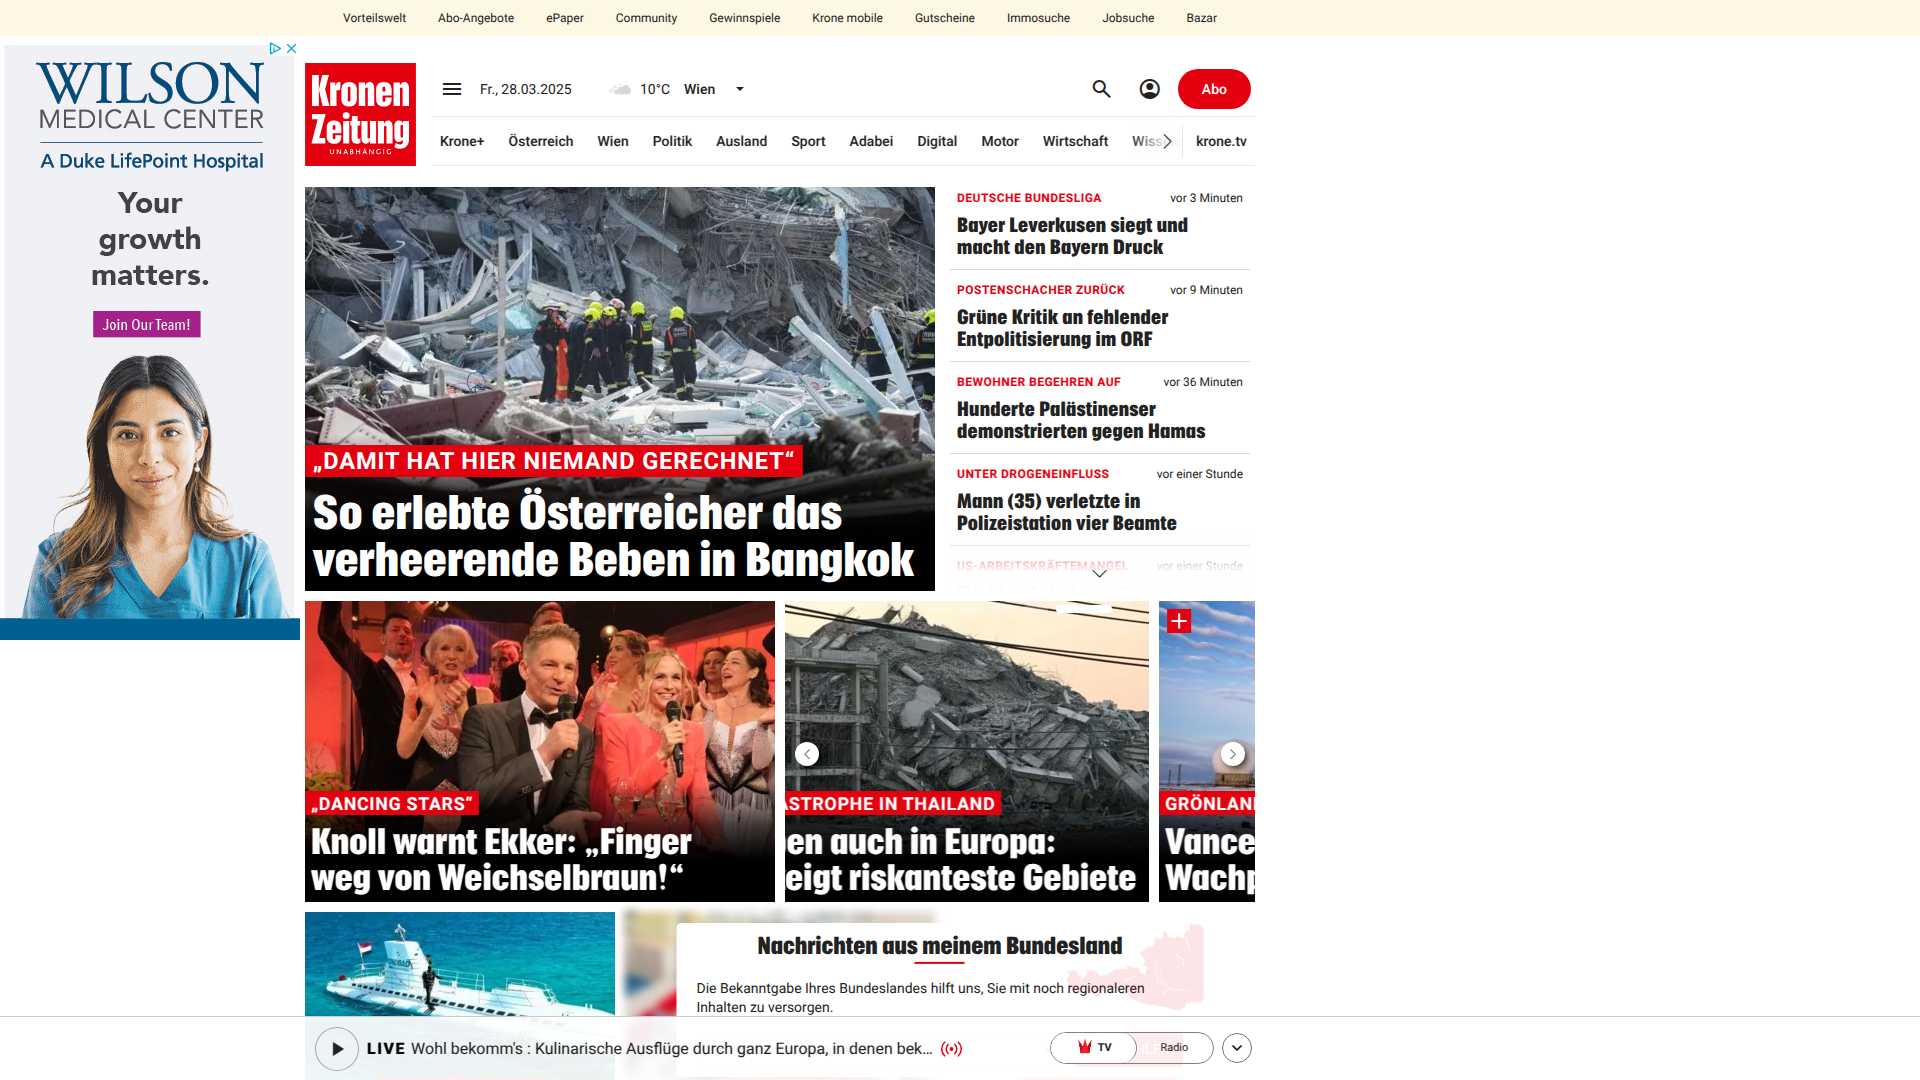 Vorteilswelt Abo-Angebote ePaper Community Gewinnspiele Krone mobile Gutscheine Immosuche Jobsuche Bazar
WILSON
MEDICAL CENTER
A Duke LifePoint Hospital
Your
growth
matters.
Join Our Team!
Kronen
Zeitung
UNABHÄNGIG
Fr., 28.03.2025
10°C Wien
Abo
Krone+ Österreich Wien Politik Ausland Sport Adabei Digital Motor Wirtschaft Wiss krone.tv
„DAMIT HAT HIER NIEMAND GERECHNET“
So erlebte Österreicher das
verheerende Beben in Bangkok
DEUTSCHE BUNDESLIGA vor 3 Minuten
Bayer Leverkusen siegt und
macht den Bayern Druck
POSTENSCHACHER ZURÜCK vor 9 Minuten
Grüne Kritik an fehlender
Entpolitisierung im ORF
BEWOHNER BEGEHREN AUF vor 36 Minuten
Hunderte Palästinenser
demonstrierten gegen Hamas
UNTER DROGENEINFLUSS vor einer Stunde
Mann (35) verletzte in
Polizeistation vier Beamte
US-ARBEITSKRÄFTEMANGEL vor einer Stunde
„DANCING STARS“
Knoll warnt Ekker: „Finger
weg von Weichselbraun!“
ASTROPHE IN THAILAND
en auch in Europa:
eigt riskanteste Gebiete
GRÖNLAN
Vance
Wachp
Nachrichten aus meinem Bundesland
Die Bekanntgabe Ihres Bundeslandes hilft uns, Sie mit noch regionaleren
Inhalten zu versorgen.
LIVE Wohl bekomm's : Kulinarische Ausflüge durch ganz Europa, in denen bek...
TV Radio